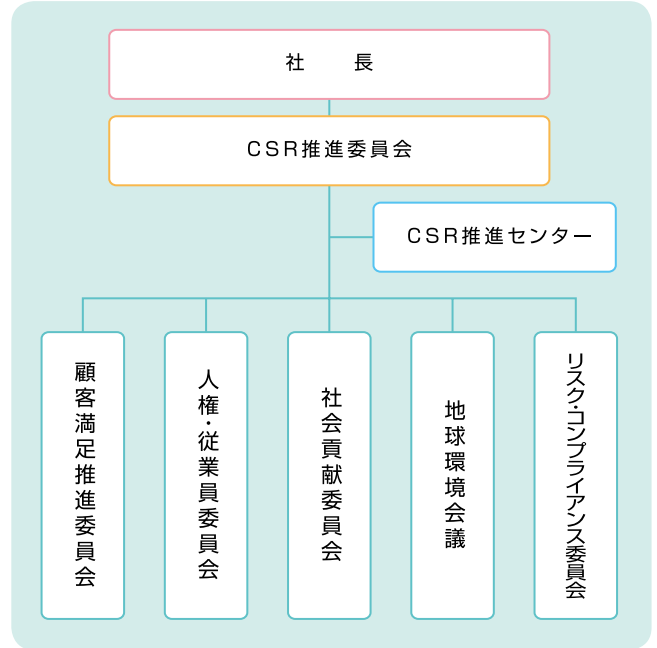 社　　長
CSR推進委員会
CSR推進センター
顧客満足推進委員会
人権・従業員委員会
社会貢献委員会
地球環境会議
リスク・コンプライアンス委員会